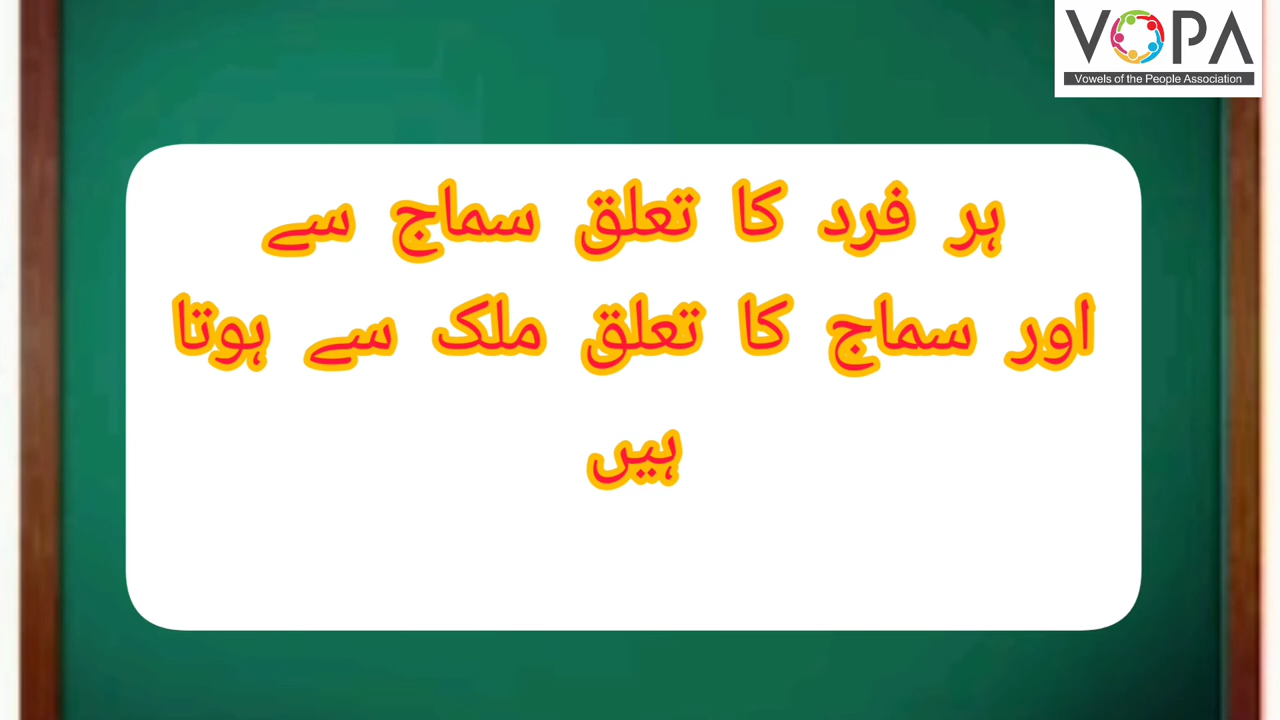 VOPA
Vowels of the People Association
ہر فرد کا تعلق سماج سے
اور سماج کا تعلق ملک سے ہوتا
ہیں